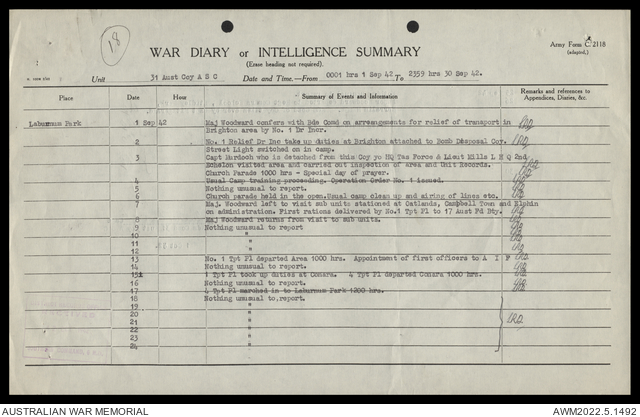 18
WAR DIARY or INTELLIGENCE SUMMARY
(Erase heading not required).
Army Form C 2118
(adapted.)
Unit 31 Aust Coy A S C Date and Time.—From 0001 hrs 1 Sep 42. To 2359 hrs 30 Sep 42.
Place Date Hour Summary of Events and Information Remarks and references to
Appendices, Diaries, &c.
Laburnum Park 1 Sep 42 Maj Woodward confers with Bde Comd on arrangements for relief of transport in
Brighton area by No. 1 Dr Incr.
2 No. 1 Relief Dr Inc take up duties at Brighton attached to Bomb Disposal Coy.
Street Light switched on in camp.
3 Capt Murdoch who is detached from this Coy to HQ Tas Force & Lieut Mills L H Q 2nd
Echelon visited area and carried out inspection of area and Unit Records.
Church Parade 1000 hrs - Special day of prayer.
4 Usual Camp training proceeding. Operation Order No. 1 issued.
5 Nothing unusual to report.
6 Church parade held in the open. Usual camp clean up and airing of lines etc.
7 Maj. Woodward left to visit sub units stationed at Oatlands, Campbell Town and Elphin
on administration. First rations delivered by No.1 Tpt Pl to 17 Aust Fd Bty.
8 Maj Woodward returns from visit to sub units.
9 Nothing unusual to report
10 "
11 "
12 "
13 No. 1 Tpt Pl departed Area 1000 hrs. Appointment of first officers to A I F
14 Nothing unusual to report.
15 1 Tpt Pl took up duties at Conara. 4 Tpt Pl departed Conara 1000 hrs.
16 Nothing unusual to report.
17 4 Tpt Pl marched in to Laburnum Park 1200 hrs.
18 Nothing unusual to report.
19 "
20 "
21 "
22 "
23 "
24 "
AUSTRALIAN WAR MEMORIAL AWM2022.5.1492